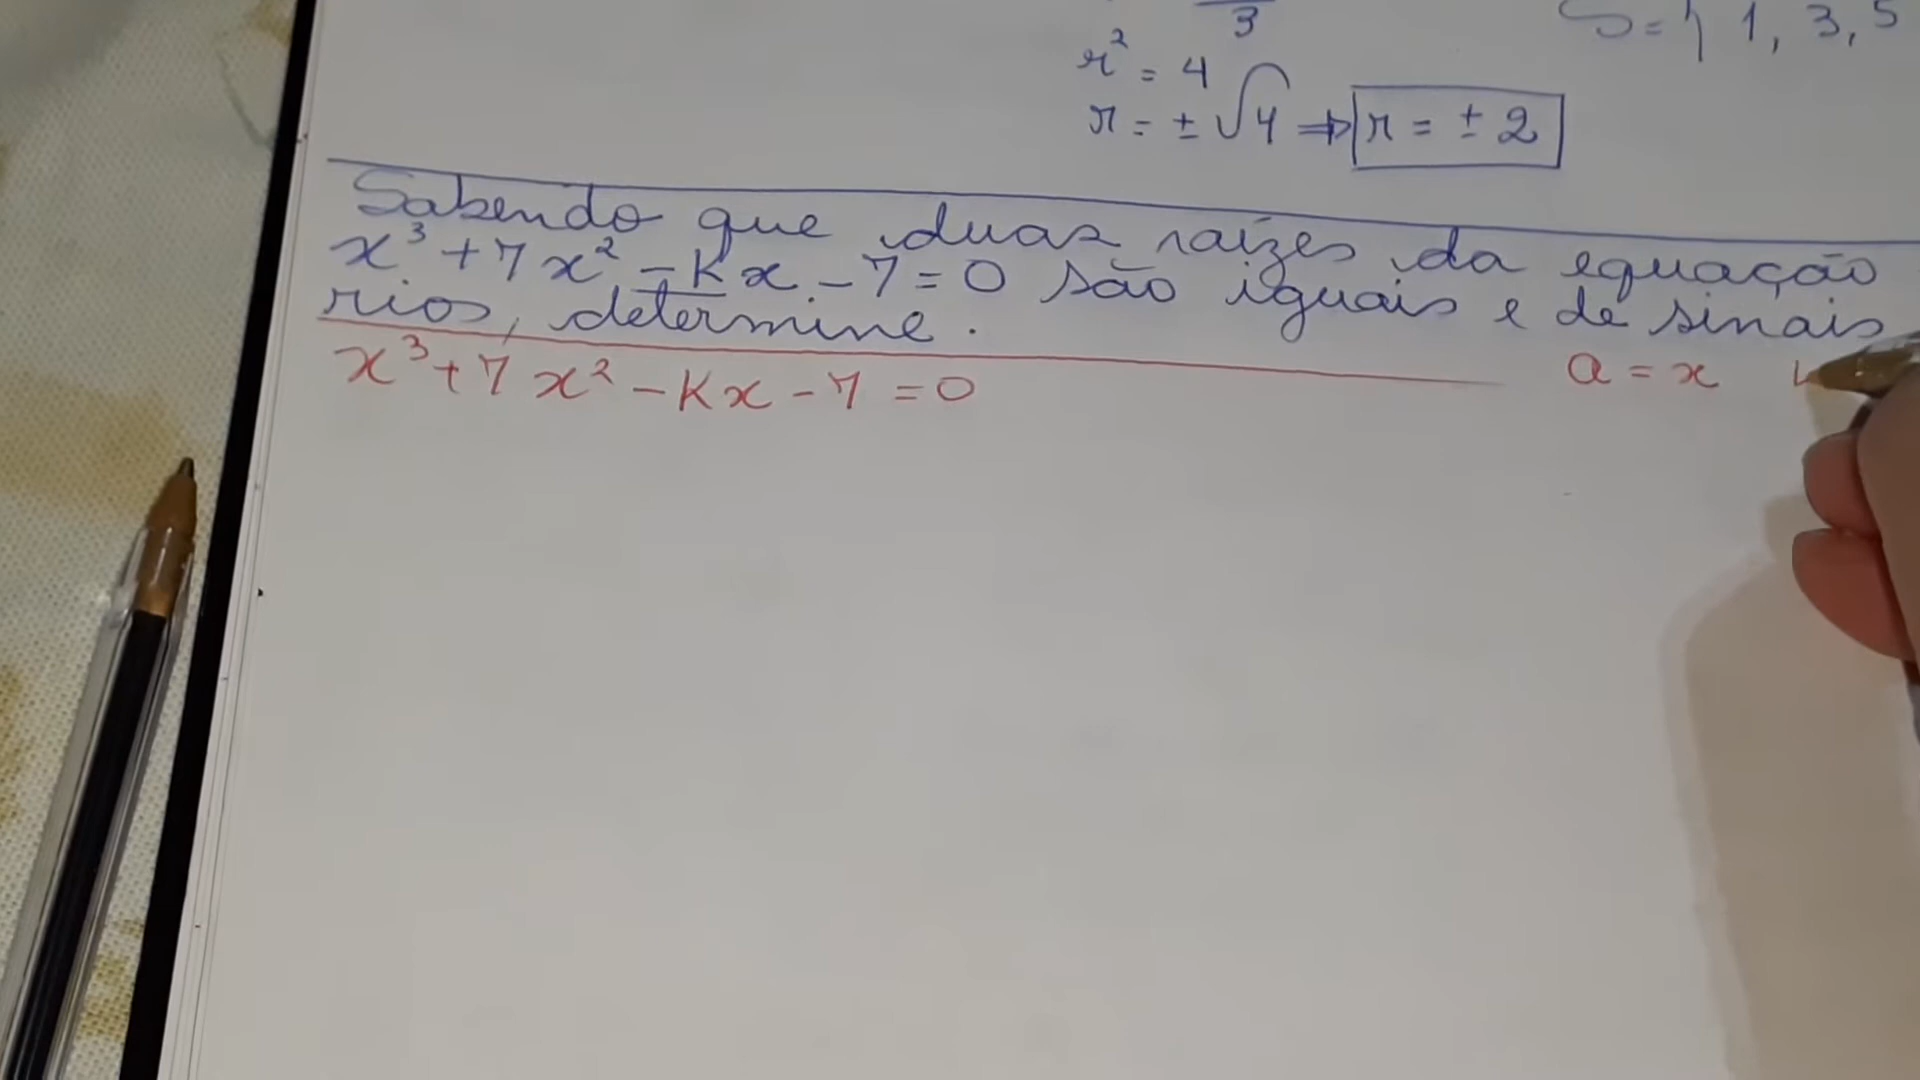 3
S = { 1, 3, 5
r² = 4
r = ± √4 ⇒ r = ± 2
Sabendo que duas raízes da equação
x³ + 7x² - Kx - 7 = 0 são iguais e de sinais
rios, determine.
x³ + 7x² - Kx - 7 = 0
a = x